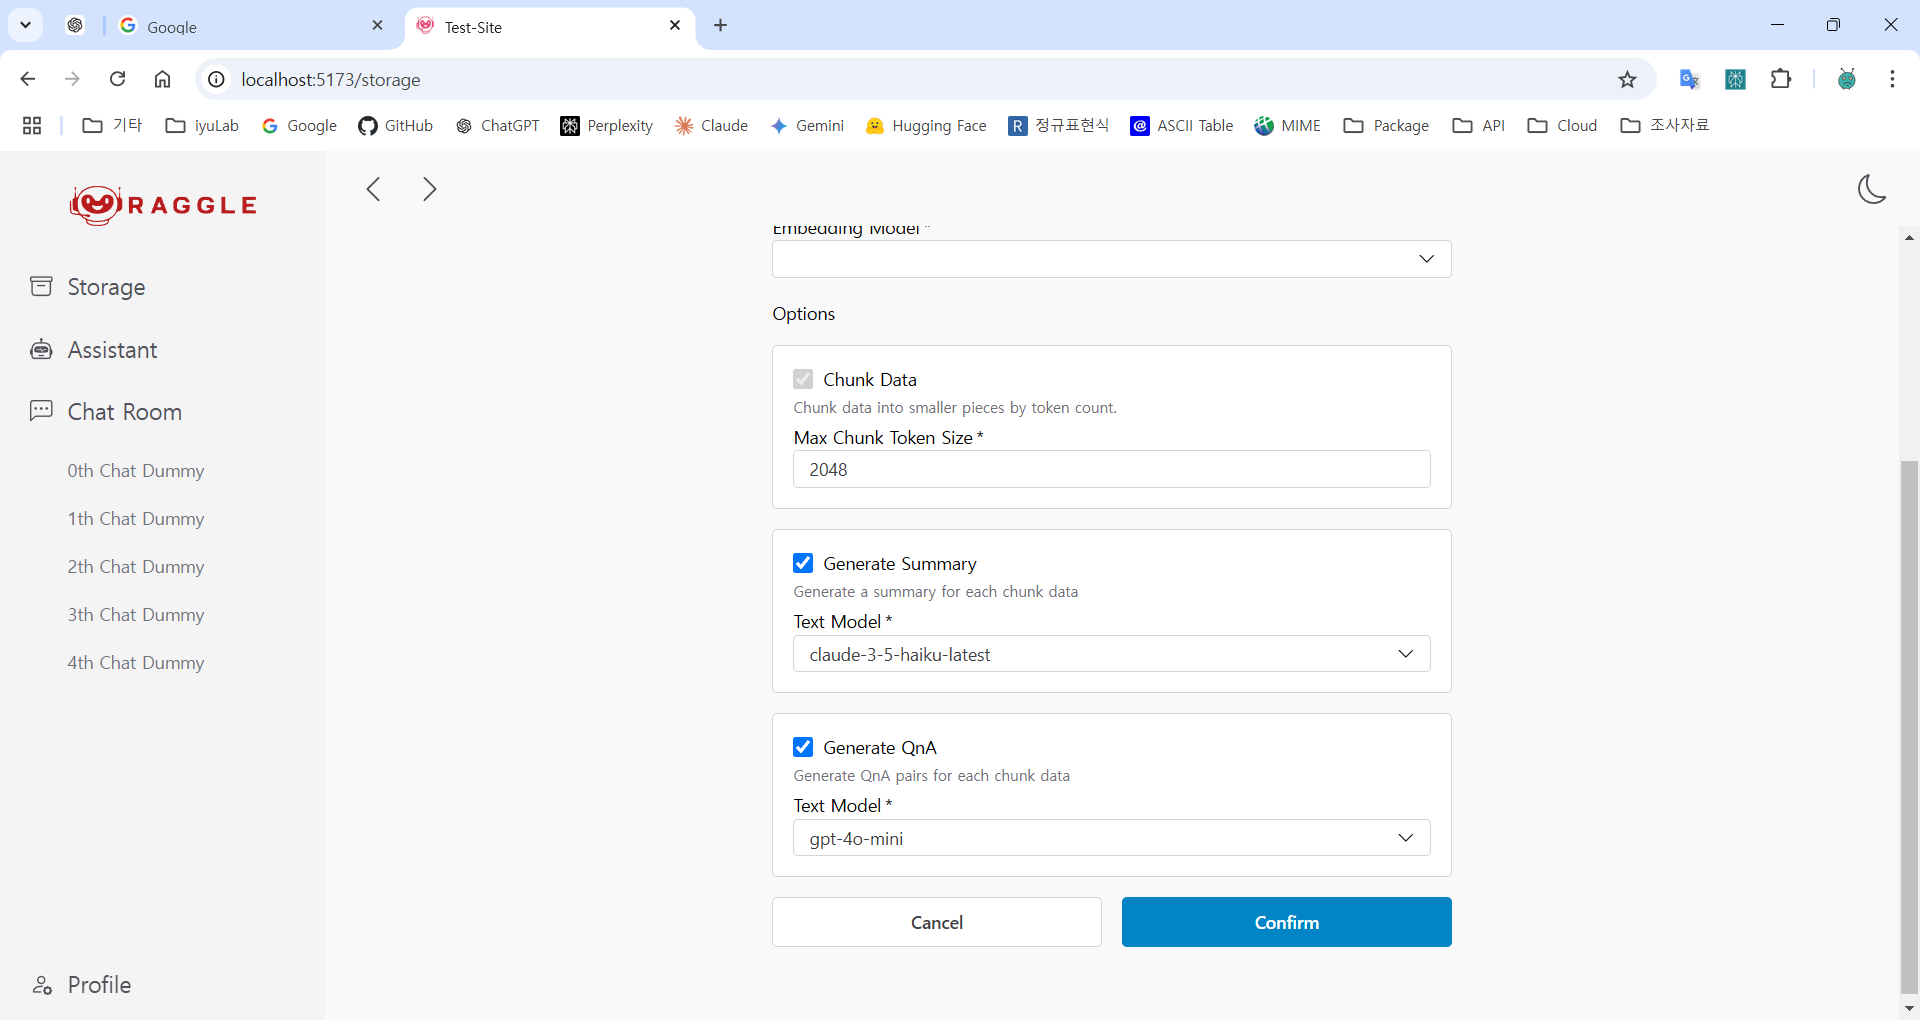 Google
Test-Site
localhost:5173/storage
기타
iyuLab
Google
GitHub
ChatGPT
Perplexity
Claude
Gemini
Hugging Face
R 정규표현식
@ ASCII Table
MIME
Package
API
Cloud
조사자료
RAGGLE
Storage
Assistant
Chat Room
0th Chat Dummy
1th Chat Dummy
2th Chat Dummy
3th Chat Dummy
4th Chat Dummy
Profile
Embedding Model *
Options
Chunk Data
Chunk data into smaller pieces by token count.
Max Chunk Token Size *
2048
Generate Summary
Generate a summary for each chunk data
Text Model *
claude-3-5-haiku-latest
Generate QnA
Generate QnA pairs for each chunk data
Text Model *
gpt-4o-mini
Cancel
Confirm